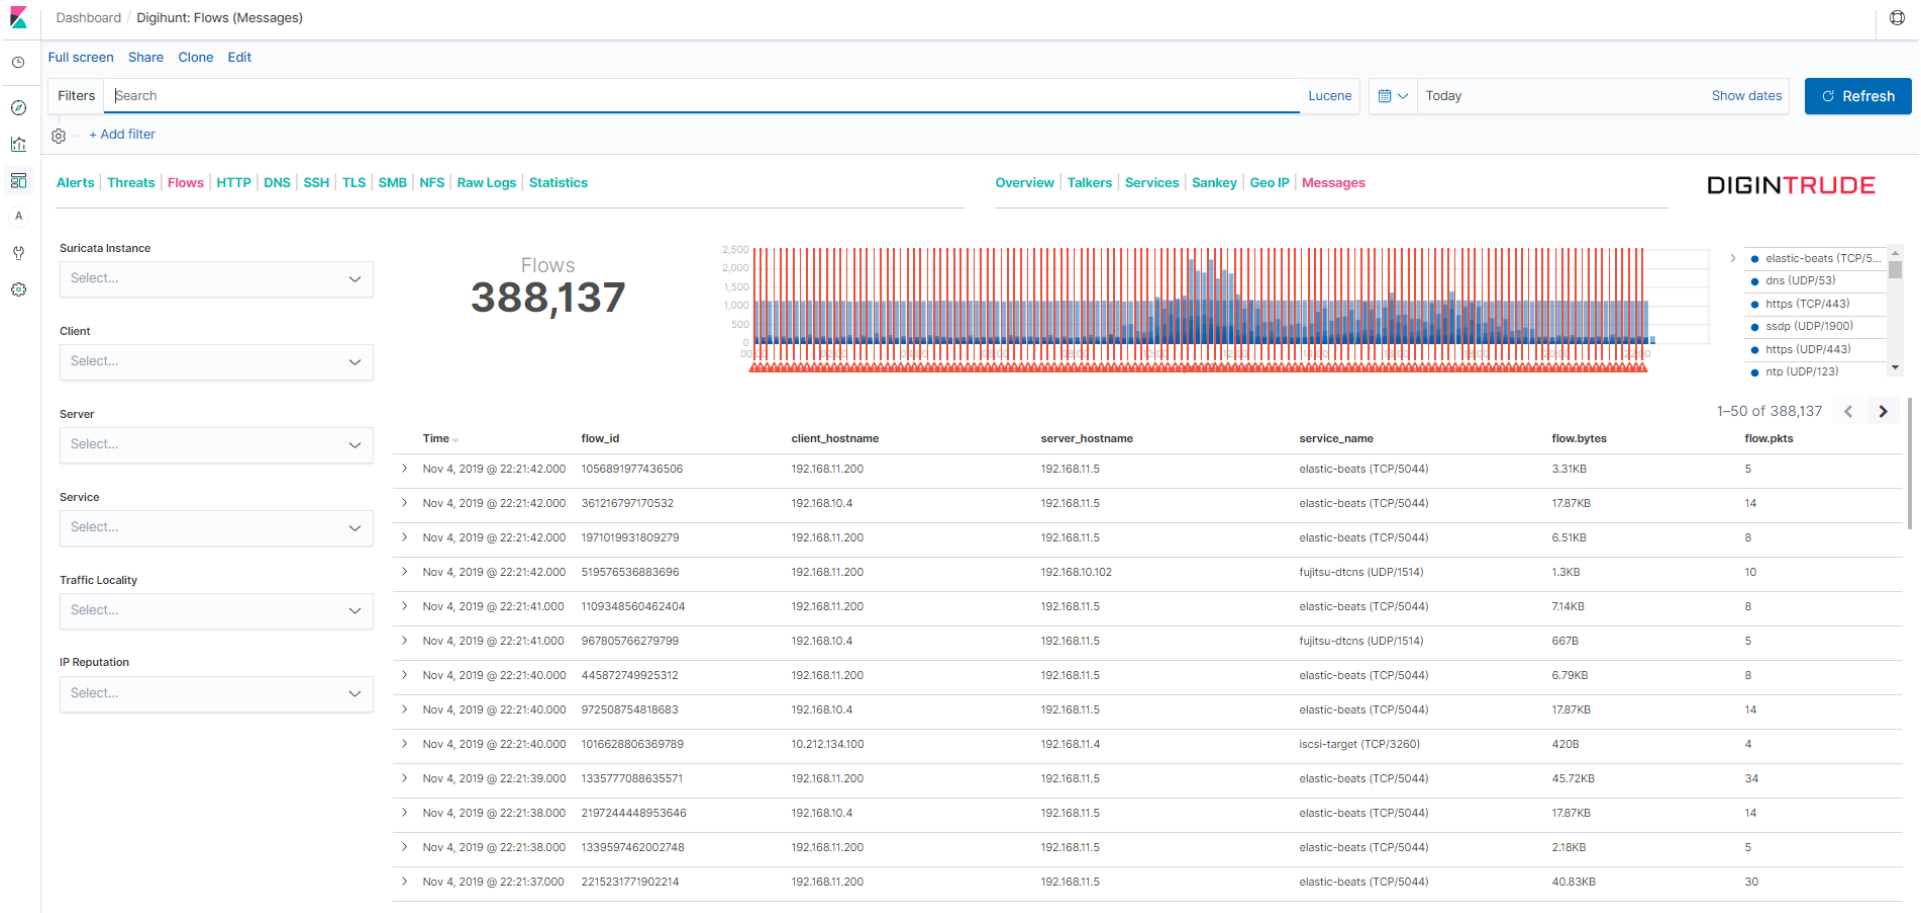 Dashboard / Digihunt: Flows (Messages)
Full screen Share Clone Edit
Filters Search Lucene Today Show dates Refresh
+ Add filter
Alerts | Threats | Flows | HTTP | DNS | SSH | TLS | SMB | NFS | Raw Logs | Statistics
Overview | Talkers | Services | Sankey | Geo IP | Messages
DIGINTRUDE
A
Suricata Instance
Select...
Client
Select...
Server
Select...
Service
Select...
Traffic Locality
Select...
IP Reputation
Select...
Flows
388,137
2,500
2,000
1,500
1,000
500
0
elastic-beats (TCP/5...
dns (UDP/53)
https (TCP/443)
ssdp (UDP/1900)
https (UDP/443)
ntp (UDP/123)
1–50 of 388,137
Time flow_id client_hostname server_hostname service_name flow.bytes flow.pkts
Nov 4, 2019 @ 22:21:42.000 1056891977436506 192.168.11.200 192.168.11.5 elastic-beats (TCP/5044) 3.31KB 5
Nov 4, 2019 @ 22:21:42.000 361216797170532 192.168.10.4 192.168.11.5 elastic-beats (TCP/5044) 17.87KB 14
Nov 4, 2019 @ 22:21:42.000 1971019931809279 192.168.11.200 192.168.11.5 elastic-beats (TCP/5044) 6.51KB 8
Nov 4, 2019 @ 22:21:42.000 519576536883696 192.168.11.200 192.168.10.102 fujitsu-dtcns (UDP/1514) 1.3KB 10
Nov 4, 2019 @ 22:21:41.000 1109348560462404 192.168.11.200 192.168.11.5 elastic-beats (TCP/5044) 7.14KB 8
Nov 4, 2019 @ 22:21:41.000 967805766279799 192.168.10.4 192.168.11.5 fujitsu-dtcns (UDP/1514) 667B 5
Nov 4, 2019 @ 22:21:40.000 445872749925312 192.168.11.200 192.168.11.5 elastic-beats (TCP/5044) 6.79KB 8
Nov 4, 2019 @ 22:21:40.000 972508754818683 192.168.10.4 192.168.11.5 elastic-beats (TCP/5044) 17.87KB 14
Nov 4, 2019 @ 22:21:40.000 1016628806369789 10.212.134.100 192.168.11.4 iscsi-target (TCP/3260) 420B 4
Nov 4, 2019 @ 22:21:39.000 1335777088635571 192.168.11.200 192.168.11.5 elastic-beats (TCP/5044) 45.72KB 34
Nov 4, 2019 @ 22:21:38.000 2197244448953646 192.168.10.4 192.168.11.5 elastic-beats (TCP/5044) 17.87KB 14
Nov 4, 2019 @ 22:21:38.000 1339597462002748 192.168.11.200 192.168.11.5 elastic-beats (TCP/5044) 2.18KB 5
Nov 4, 2019 @ 22:21:37.000 2215231771902214 192.168.11.200 192.168.11.5 elastic-beats (TCP/5044) 40.83KB 30